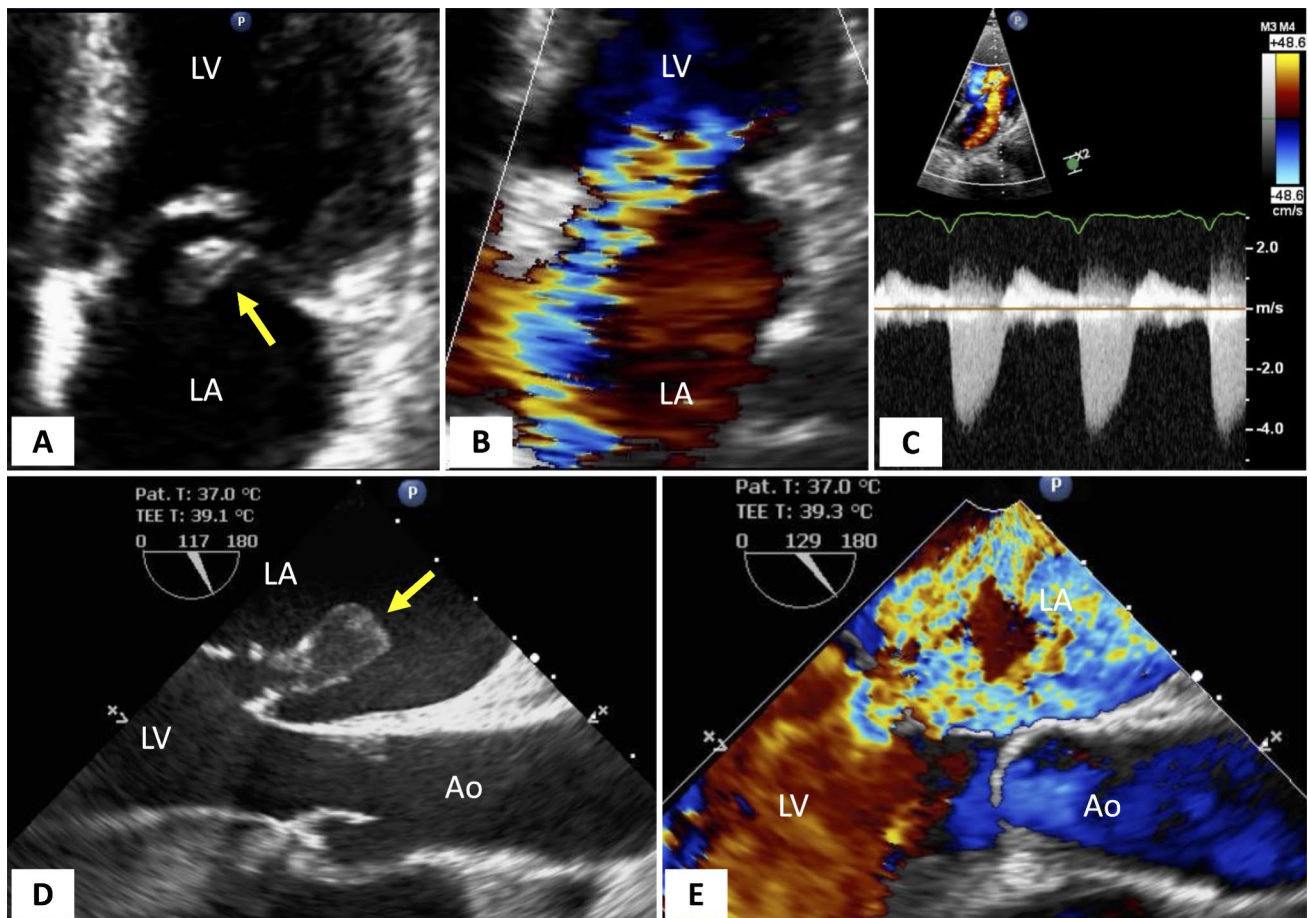 P
LV
LA
A
LV
LA
B
P
M3 M4
+48.6
-48.6
cm/s
x2
2.0
m/s
-2.0
-4.0
C
Pat. T: 37.0 °C
TEE T: 39.1 °C
0 117 180
P
LA
LV
Ao
D
Pat. T: 37.0 °C
TEE T: 39.3 °C
0 129 180
P
LA
LV
Ao
E